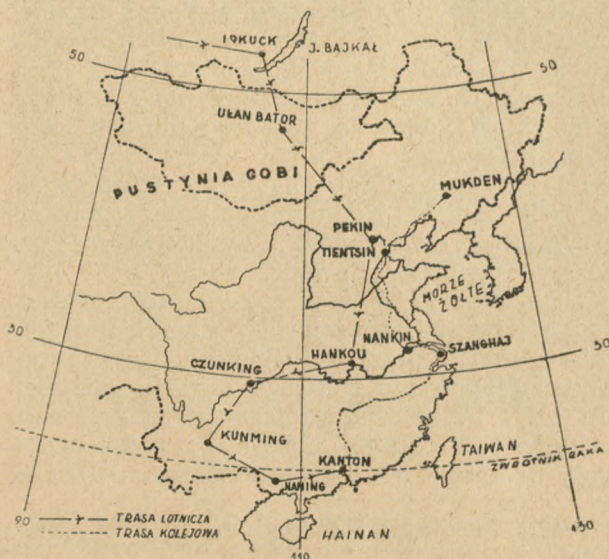 IRKUCK
50
J. BAJKAŁ
50
UŁAN BATOR
PUSTYNIA GOBI
MUKDEN
PEKIN
TIENTSIN
MORZE
ŻÓŁTE
30
NANKIN
SZANGHAJ
HANKOU
30
CZUNKING
KUNMING
KANTON
TAIWAN
ZWROTNIK RAKA
NANING
90
TRASA LOTNICZA
TRASA KOLEJOWA
HAINAN
110
130